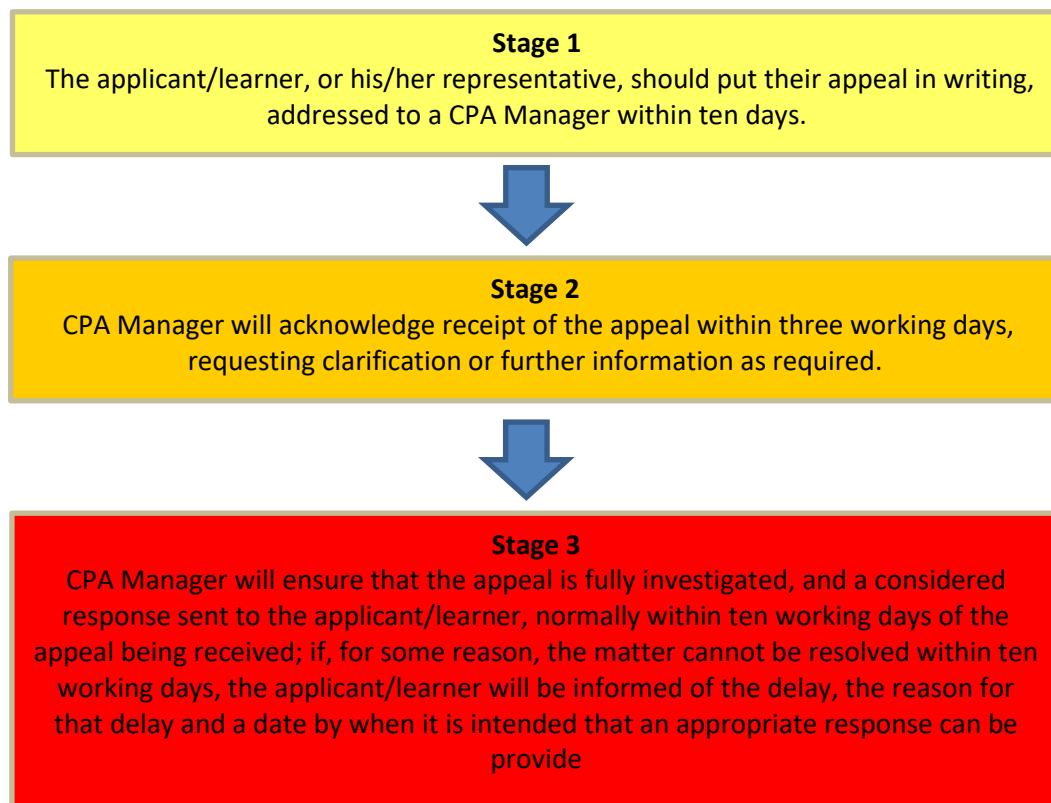 Stage 1
The applicant/learner, or his/her representative, should put their appeal in writing,
addressed to a CPA Manager within ten days.
Stage 2
CPA Manager will acknowledge receipt of the appeal within three working days,
requesting clarification or further information as required.
Stage 3
CPA Manager will ensure that the appeal is fully investigated, and a considered
response sent to the applicant/learner, normally within ten working days of the
appeal being received; if, for some reason, the matter cannot be resolved within ten
working days, the applicant/learner will be informed of the delay, the reason for
that delay and a date by when it is intended that an appropriate response can be
provide